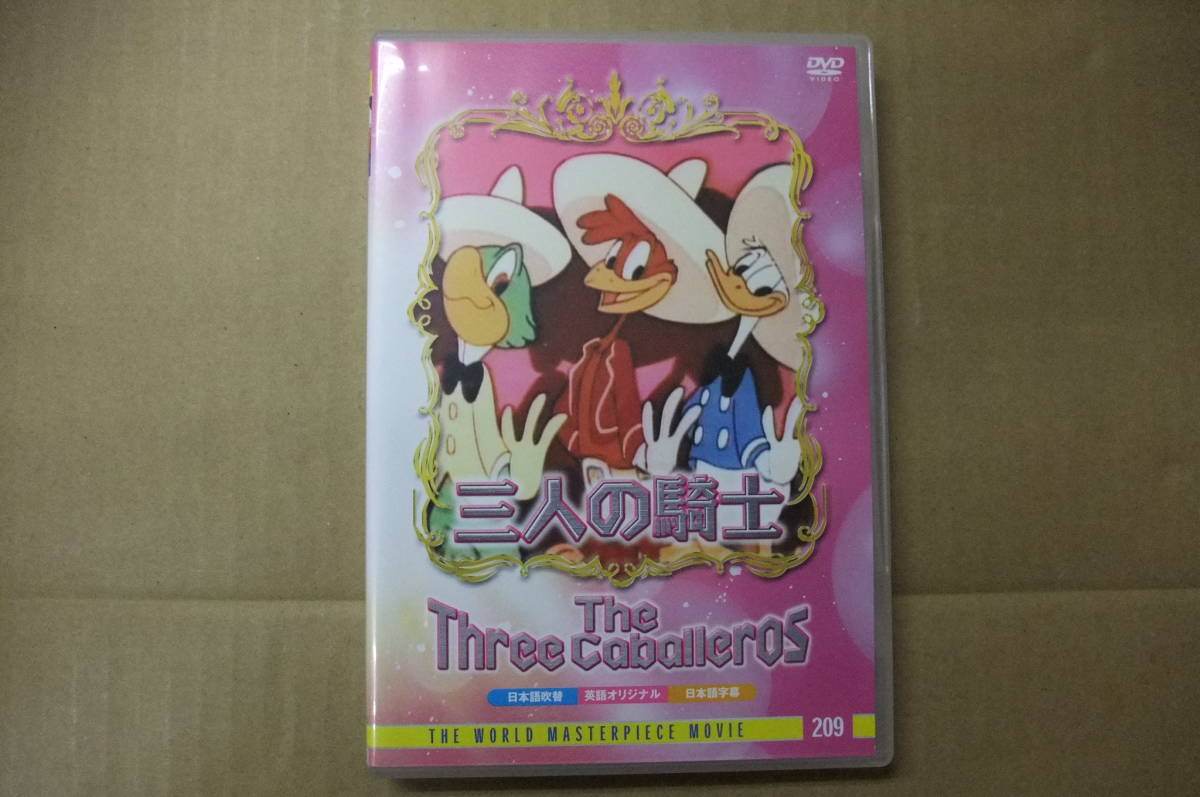 DVD
VIDEO
三人の騎士
The
Three Caballeros
日本語吹替 英語オリジナル 日本語字幕
THE WORLD MASTERPIECE MOVIE 209